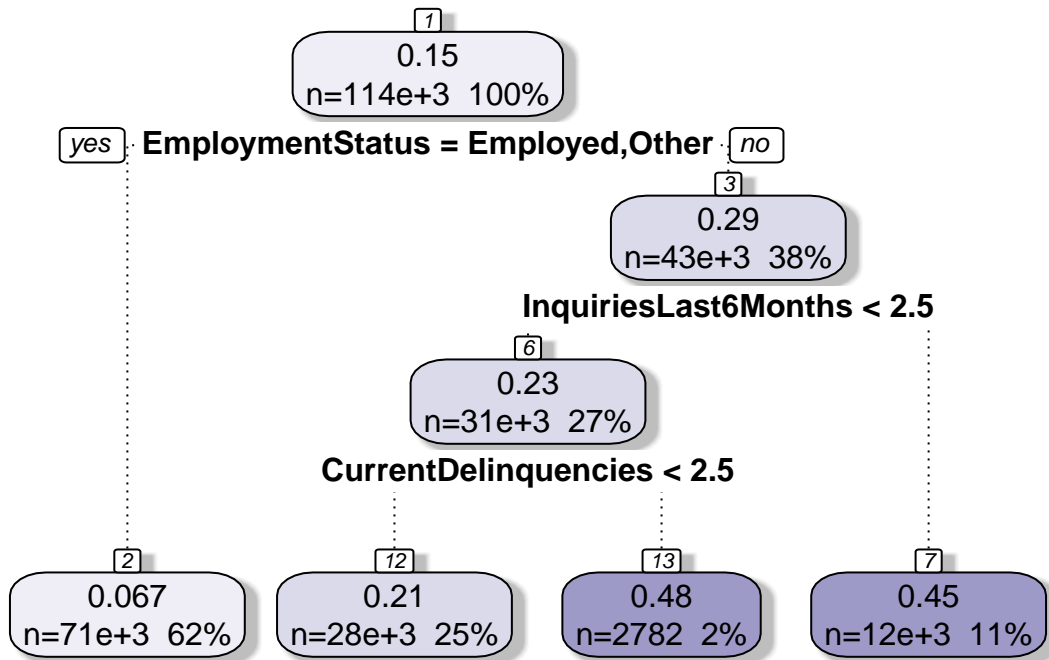 1
0.15
n=114e+3 100%
yes EmploymentStatus = Employed,Other no
3
0.29
n=43e+3 38%
InquiriesLast6Months < 2.5
6
0.23
n=31e+3 27%
CurrentDelinquencies < 2.5
2
0.067
n=71e+3 62%
12
0.21
n=28e+3 25%
13
0.48
n=2782 2%
7
0.45
n=12e+3 11%